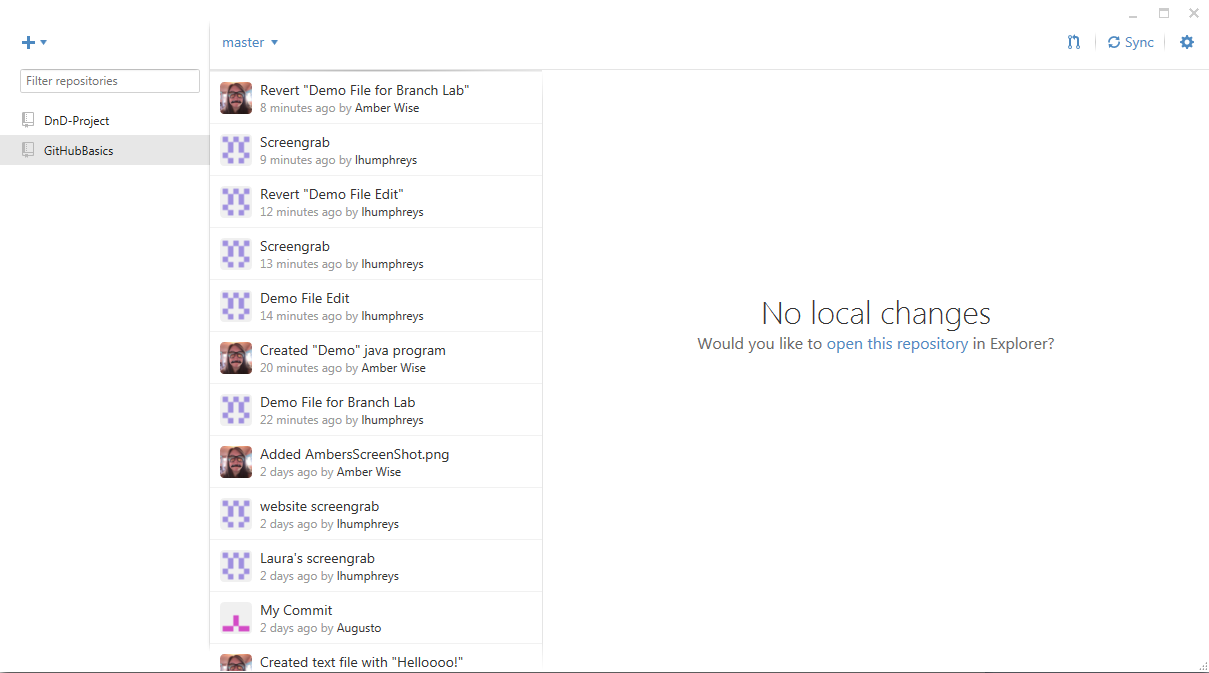 master
Sync
Filter repositories
DnD-Project
GitHubBasics
Revert "Demo File for Branch Lab"
8 minutes ago by Amber Wise
Screengrab
9 minutes ago by lhumphreys
Revert "Demo File Edit"
12 minutes ago by lhumphreys
Screengrab
13 minutes ago by lhumphreys
Demo File Edit
14 minutes ago by lhumphreys
Created "Demo" java program
20 minutes ago by Amber Wise
Demo File for Branch Lab
22 minutes ago by lhumphreys
Added AmbersScreenShot.png
2 days ago by Amber Wise
website screengrab
2 days ago by lhumphreys
Laura's screengrab
2 days ago by lhumphreys
My Commit
2 days ago by Augusto
Created text file with "Helloooo!"
No local changes
Would you like to open this repository in Explorer?